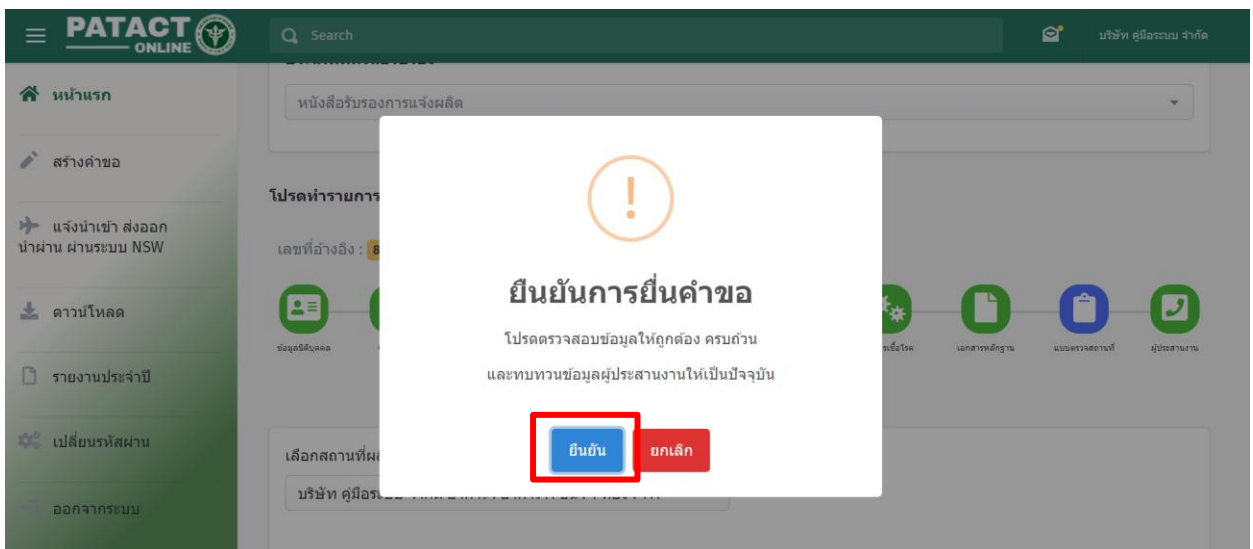 PATACT
ONLINE
Search
บริษัท คู่มือระบบ จำกัด
หน้าแรก
สร้างคำขอ
แจ้งนำเข้า ส่งออก
นำผ่าน ผ่านระบบ NSW
ดาวน์โหลด
รายงานประจำปี
เปลี่ยนรหัสผ่าน
ออกจากระบบ
หนังสือรับรองการแจ้งผลิต
โปรดทำรายการ
เลขที่อ้างอิง : 8
ข้อมูลนิติบุคคล
เอกสารหลักฐาน
แบบตรวจสถานที่
ผู้ประสานงาน
ยืนยันการยื่นคำขอ
โปรดตรวจสอบข้อมูลให้ถูกต้อง ครบถ้วน
และทบทวนข้อมูลผู้ประสานงานให้เป็นปัจจุบัน
ยืนยัน
ยกเลิก
เลือกสถานที่
บริษัท คู่มือ